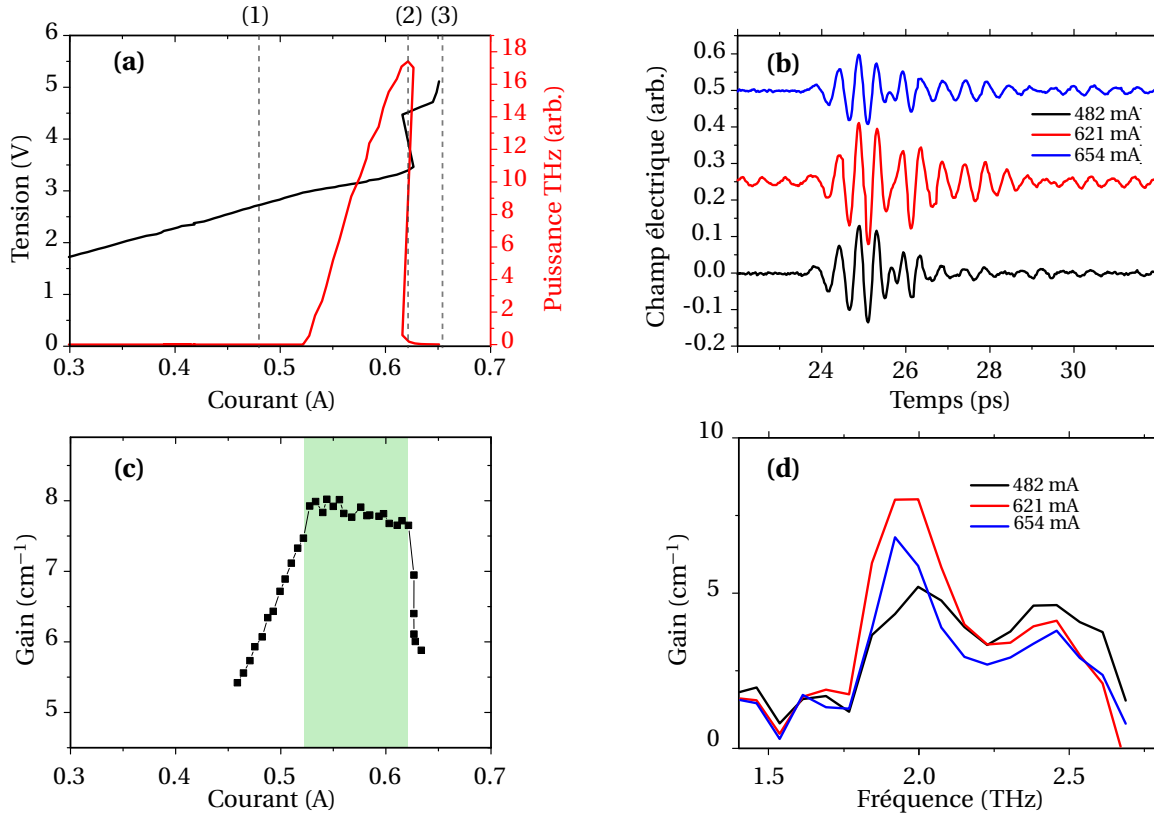 (1) (2) (3)
(a)
18
16
14
12
10
8
6
4
2
0
Puissance THz (arb.)
5
4
3
2
1
0
Tension (V)
0.3 0.4 0.5 0.6 0.7
Courant (A)
(b)
0.6
0.5
0.4
0.3
0.2
0.1
0.0
-0.1
-0.2
Champ électrique (arb.)
482 mA
621 mA
654 mA
24 26 28 30
Temps (ps)
(c)
8
7
6
5
Gain (cm⁻¹)
0.3 0.4 0.5 0.6 0.7
Courant (A)
(d)
10
5
0
Gain (cm⁻¹)
482 mA
621 mA
654 mA
1.5 2.0 2.5
Fréquence (THz)